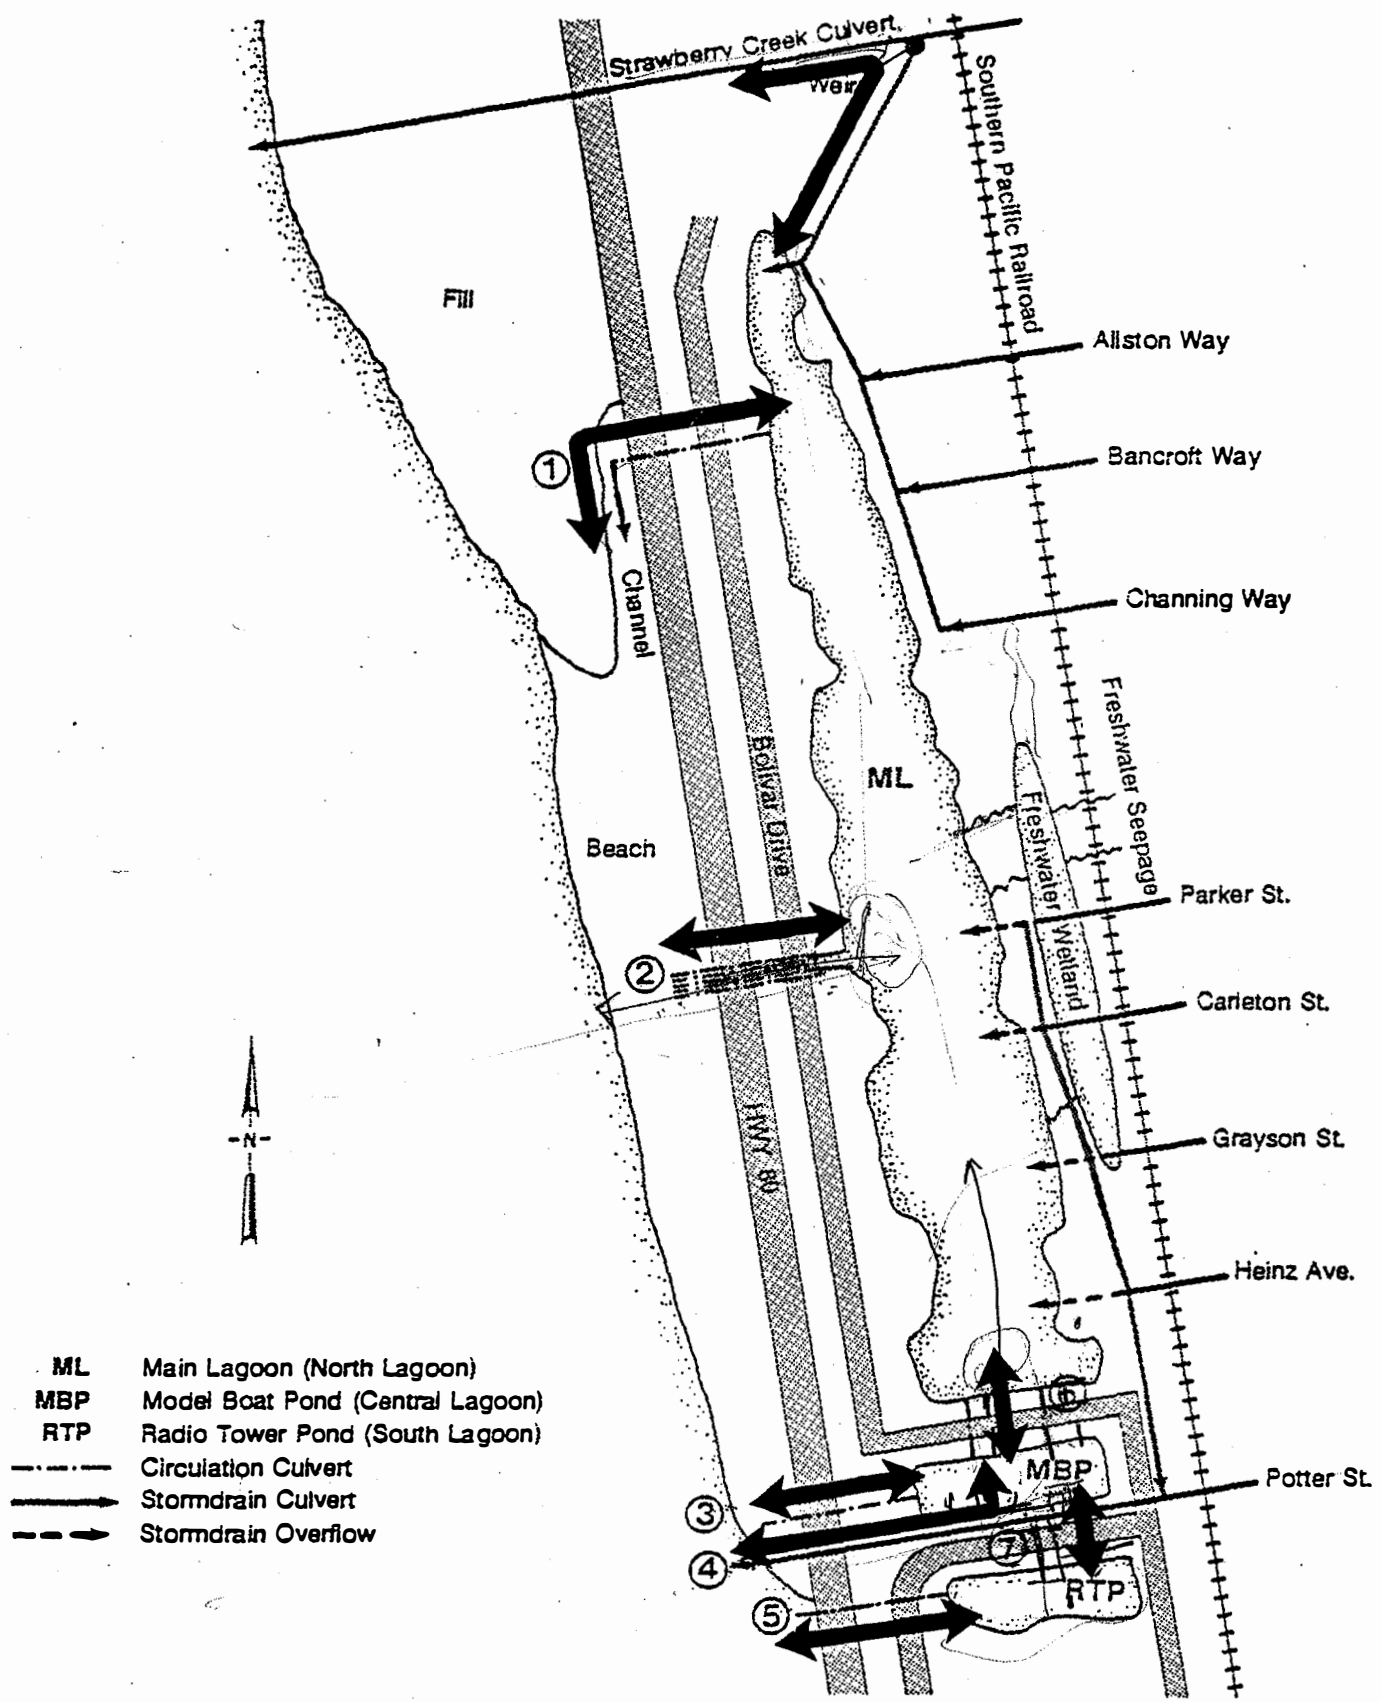 Strawberry Creek Culvert
Weir
Southern Pacific Railroad
Fill
Allston Way
①
Bancroft Way
Channel
Channing Way
Freshwater Seepage
Bolivar Drive
ML
Freshwater Wetland
Beach
Parker St.
②
Carleton St.
-N-
HWY 80
Grayson St.
Heinz Ave.
ML Main Lagoon (North Lagoon)
MBP Model Boat Pond (Central Lagoon)
RTP Radio Tower Pond (South Lagoon)
Circulation Culvert
Stormdrain Culvert
Stormdrain Overflow
⑥
MBP
Potter St.
③
④
⑦
RTP
⑤